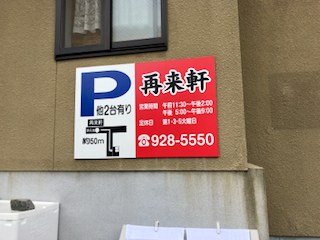 P
他2台有り
再来軒
約50m
再来軒
営業時間 午前11:30～午後2:00
午後 5:00～午後9:00
定休日 第1・3・5火曜日
☎928-5550